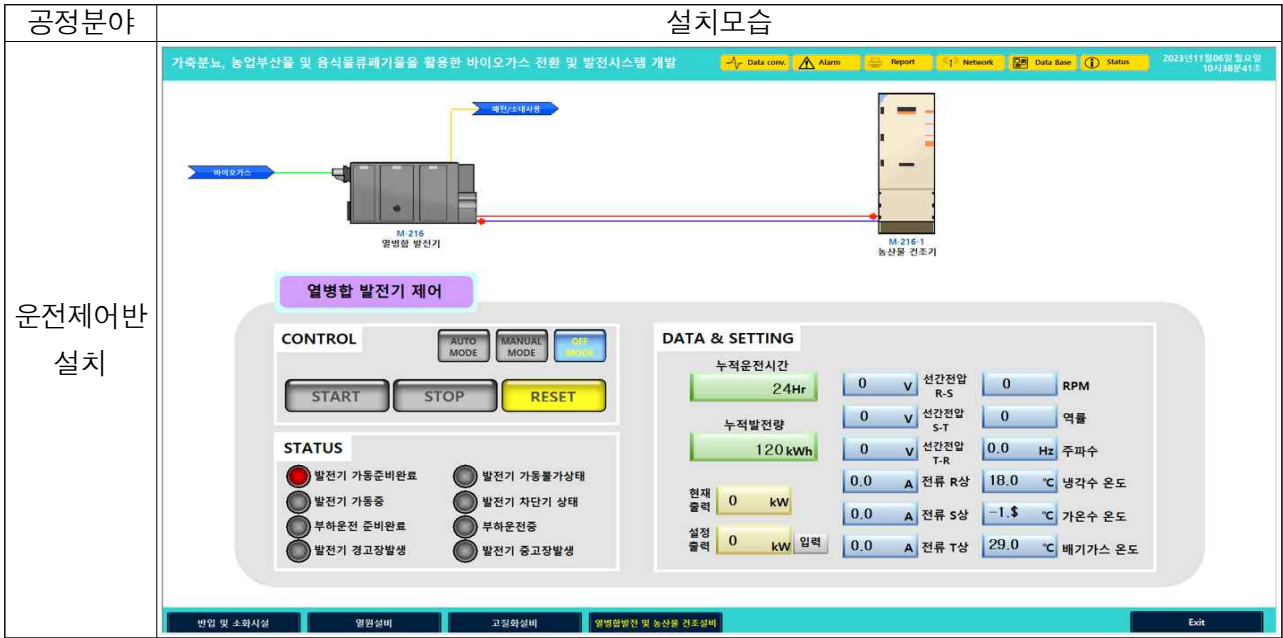 공정분야
설치모습
운전제어반
설치
가축분뇨, 농업부산물 및 음식물류폐기물을 활용한 바이오가스 전환 및 발전시스템 개발
Data conv.
Alarm
Report
Network
Data Base
Status
2023년11월06일 월요일
10시38분41초
매전/소내사용
바이오가스
M-216
열병합 발전기
M-216-1
농산물 건조기
열병합 발전기 제어
CONTROL
AUTO
MODE
MANUAL
MODE
OFF
MODE
START
STOP
RESET
STATUS
발전기 가동준비완료
발전기 가동불가상태
발전기 가동중
발전기 차단기 상태
부하운전 준비완료
부하운전중
발전기 경고장발생
발전기 중고장발생
DATA & SETTING
누적운전시간
24Hr
누적발전량
120 kWh
현재
출력
0 kW
설정
출력
0 kW
입력
0 V 선간전압
R-S
0 V 선간전압
S-T
0 V 선간전압
T-R
0.0 A 전류 R상
0.0 A 전류 S상
0.0 A 전류 T상
0 RPM
0 역률
0.0 Hz 주파수
18.0 ℃ 냉각수 온도
-1.$ ℃ 가온수 온도
29.0 ℃ 배기가스 온도
반입 및 소화시설
열원설비
고질화설비
열병합발전 및 농산물 건조설비
Exit